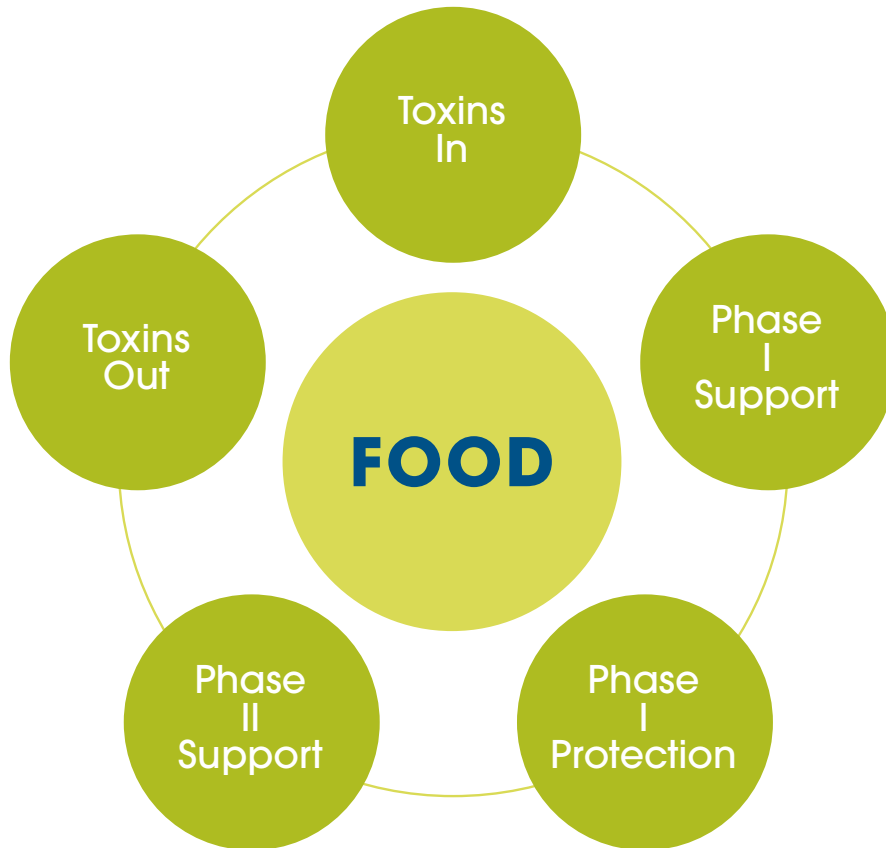 Toxins
In
Phase
I
Support
Phase
I
Protection
Phase
II
Support
Toxins
Out
FOOD